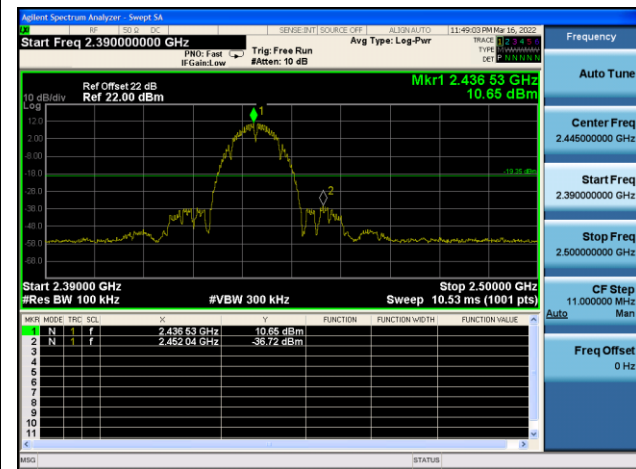 Agilent Spectrum Analyzer - Swept SA
RF 50 Ω DC SENSE:INT SOURCE OFF ALIGN AUTO 11:49:03 PM Mar 16, 2022
Start Freq 2.390000000 GHz
PNO: Fast
IFGain:Low
Trig: Free Run
#Atten: 10 dB
Avg Type: Log-Pwr
TRACE 1 2 3 4 5 6
TYPE
DET P N N N N N
Ref Offset 22 dB
Ref 22.00 dBm
10 dB/div
Log
Mkr1 2.436 53 GHz
10.65 dBm
12.0
2.00
-8.00
-18.0
-28.0
-38.0
-48.0
-58.0
-68.0
1
2
-19.35 dBm
Start 2.39000 GHz
Stop 2.50000 GHz
#Res BW 100 kHz
#VBW 300 kHz
Sweep 10.53 ms (1001 pts)
MKR MODE TRC SCL X Y FUNCTION FUNCTION WIDTH FUNCTION VALUE
1 N 1 f 2.436 53 GHz 10.65 dBm
2 N 1 f 2.452 04 GHz -36.72 dBm
3
4
5
6
7
8
9
10
11
MSG STATUS
Frequency
Auto Tune
Center Freq
2.445000000 GHz
Start Freq
2.390000000 GHz
Stop Freq
2.500000000 GHz
CF Step
11.000000 MHz
Auto Man
Freq Offset
0 Hz